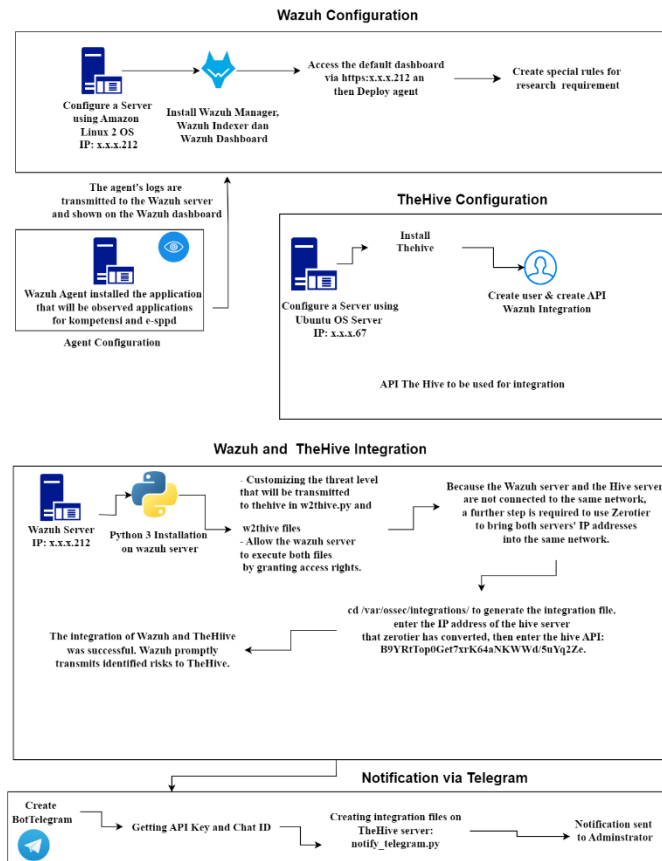 Wazuh Configuration
Configure a Server
using Amazon
Linux 2 OS
IP: x.x.x.212
Install Wazuh Manager,
Wazuh Indexer dan
Wazuh Dashboard
Access the default dashboard
via https:x.x.x.212 an
then Deploy agent
Create special rules for
research requirement
The agent's logs are
transmitted to the Wazuh server
and shown on the Wazuh dashboard
Wazuh Agent installed the application
that will be observed applications
for kompetensi and e-sppd
Agent Configuration
TheHive Configuration
Configure a Server using
Ubuntu OS Server
IP: x.x.x.67
Install
Thehive
Create user & create API
Wazuh Integration
API The Hive to be used for integration
Wazuh and TheHive Integration
Wazuh Server
IP: x.x.x.212
Python 3 Installation
on wazuh server
- Customizing the threat level
that will be transmitted
to thehive in w2thive.py and
w2thive files
- Allow the wazuh server
to execute both files
by granting access rights.
Because the Wazuh server and the Hive server
are not connected to the same network,
a further step is required to use Zerotier
to bring both servers' IP addresses
into the same network.
cd /var/ossec/integrations/ to generate the integration file.
enter the IP address of the hive server
that zerotier has converted, then enter the hive API:
B9YRtTop0Get7xrK64aNKWWd/5uYq2Ze.
The integration of Wazuh and TheHiive
was successful. Wazuh promptly
transmits identified risks to TheHive.
Notification via Telegram
Create
BotTelegram
Getting API Key and Chat ID
Creating integration files on
TheHive server:
notify_telegram.py
Notification sent
to Adminstrator